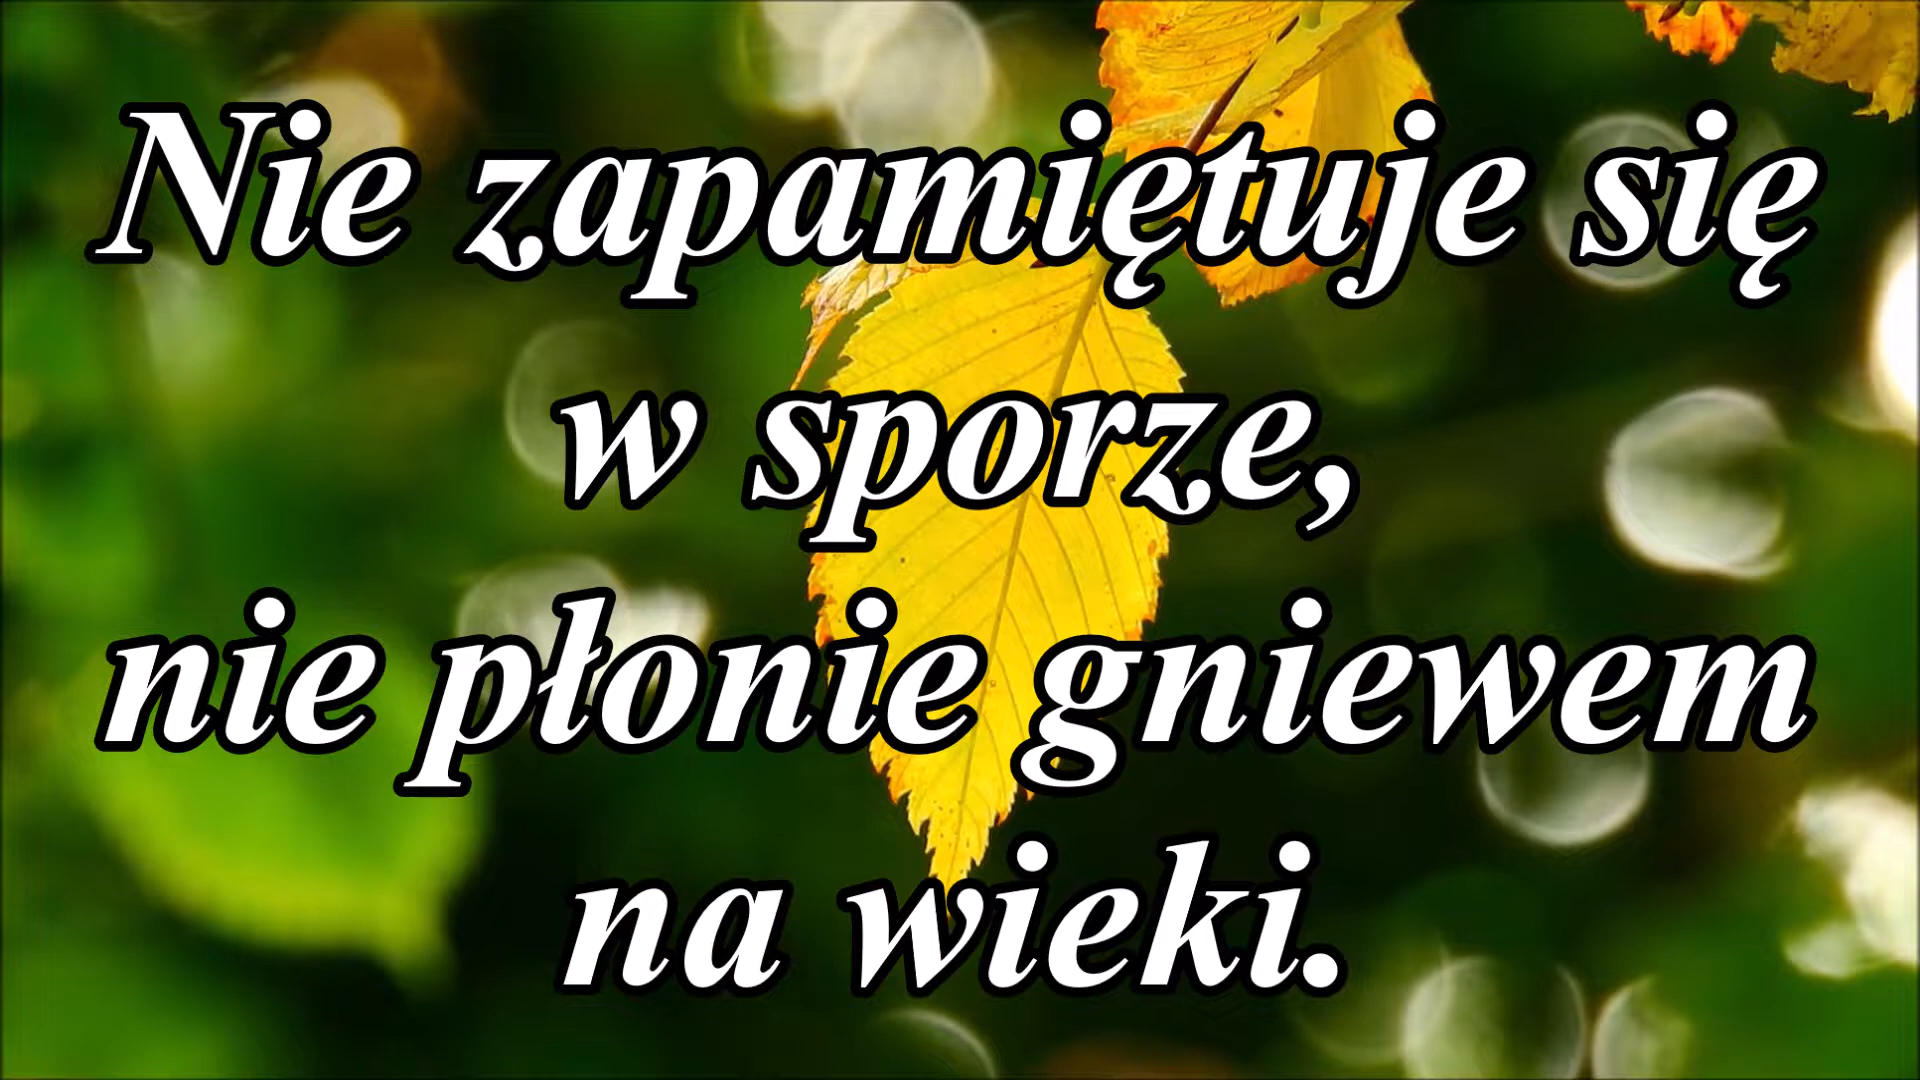 Nie zapamiętuje się
w sporze,
nie płonie gniewem
na wieki.